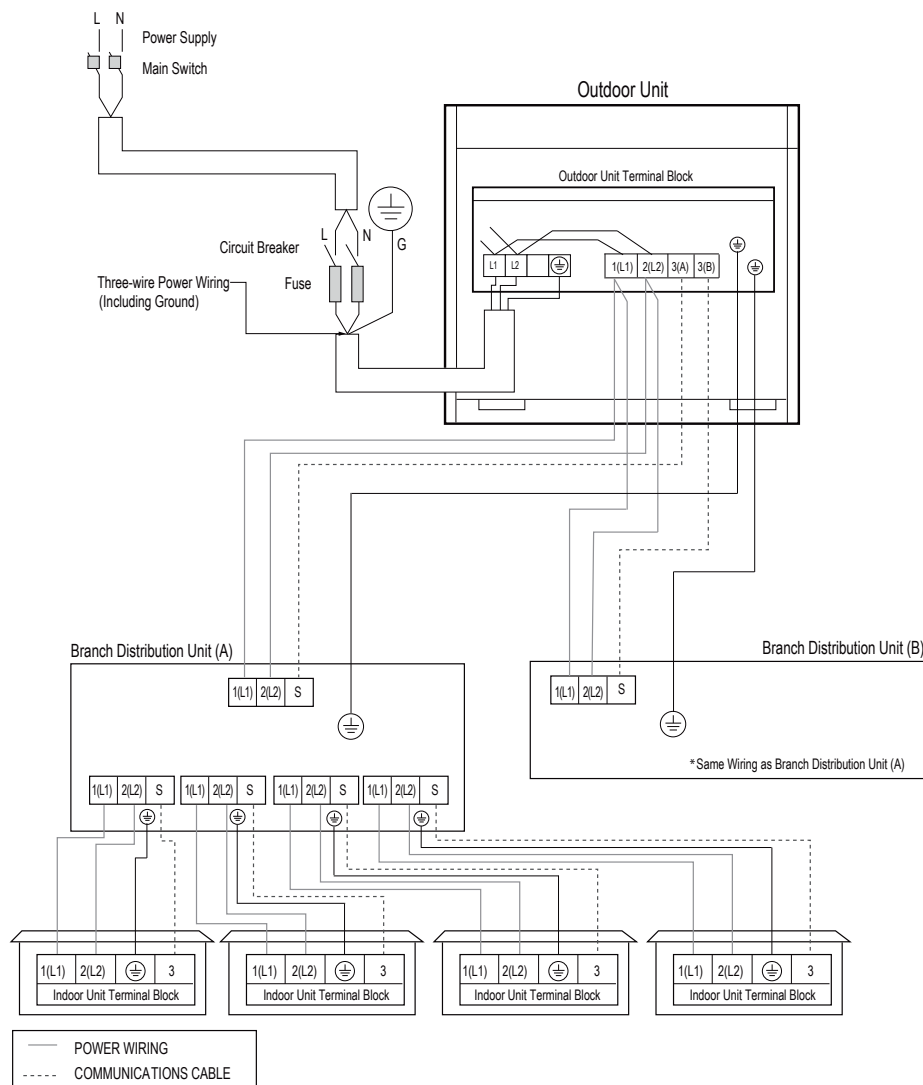 L N
Power Supply
Main Switch
Outdoor Unit
Outdoor Unit Terminal Block
L N
G
Circuit Breaker
Fuse
Three-wire Power Wiring
(Including Ground)
L1 L2
1(L1) 2(L2) 3(A) 3(B)
Branch Distribution Unit (A)
1(L1) 2(L2) S
Branch Distribution Unit (B)
1(L1) 2(L2) S
*Same Wiring as Branch Distribution Unit (A)
1(L1) 2(L2) S 1(L1) 2(L2) S 1(L1) 2(L2) S 1(L1) 2(L2) S
1(L1) 2(L2) 3
Indoor Unit Terminal Block
1(L1) 2(L2) 3
Indoor Unit Terminal Block
1(L1) 2(L2) 3
Indoor Unit Terminal Block
1(L1) 2(L2) 3
Indoor Unit Terminal Block
POWER WIRING
COMMUNICATIONS CABLE